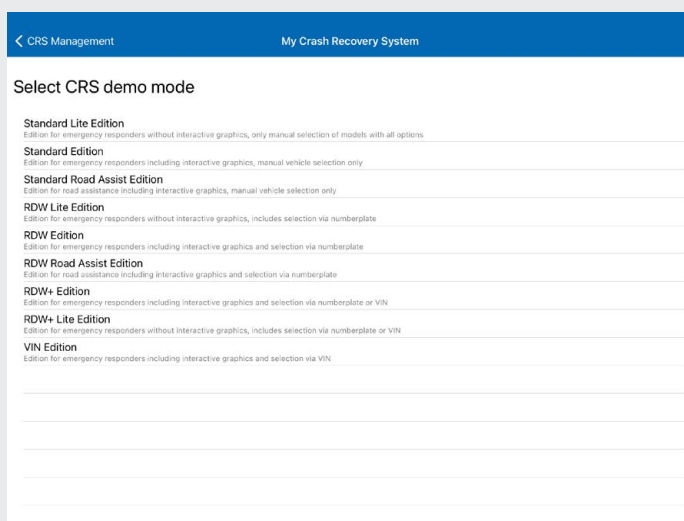 CRS Management
My Crash Recovery System
Select CRS demo mode
Standard Lite Edition
Edition for emergency responders without interactive graphics, only manual selection of models with all options
Standard Edition
Edition for emergency responders including interactive graphics, manual vehicle selection only
Standard Road Assist Edition
Edition for road assistance including interactive graphics, manual vehicle selection only
RDW Lite Edition
Edition for emergency responders without interactive graphics, includes selection via numberplate
RDW Edition
Edition for emergency responders including interactive graphics and selection via numberplate
RDW Road Assist Edition
Edition for road assistance including interactive graphics and selection via numberplate
RDW+ Edition
Edition for emergency responders including interactive graphics and selection via numberplate or VIN
RDW+ Lite Edition
Edition for emergency responders without interactive graphics, includes selection via numberplate or VIN
VIN Edition
Edition for emergency responders including interactive graphics and selection via VIN